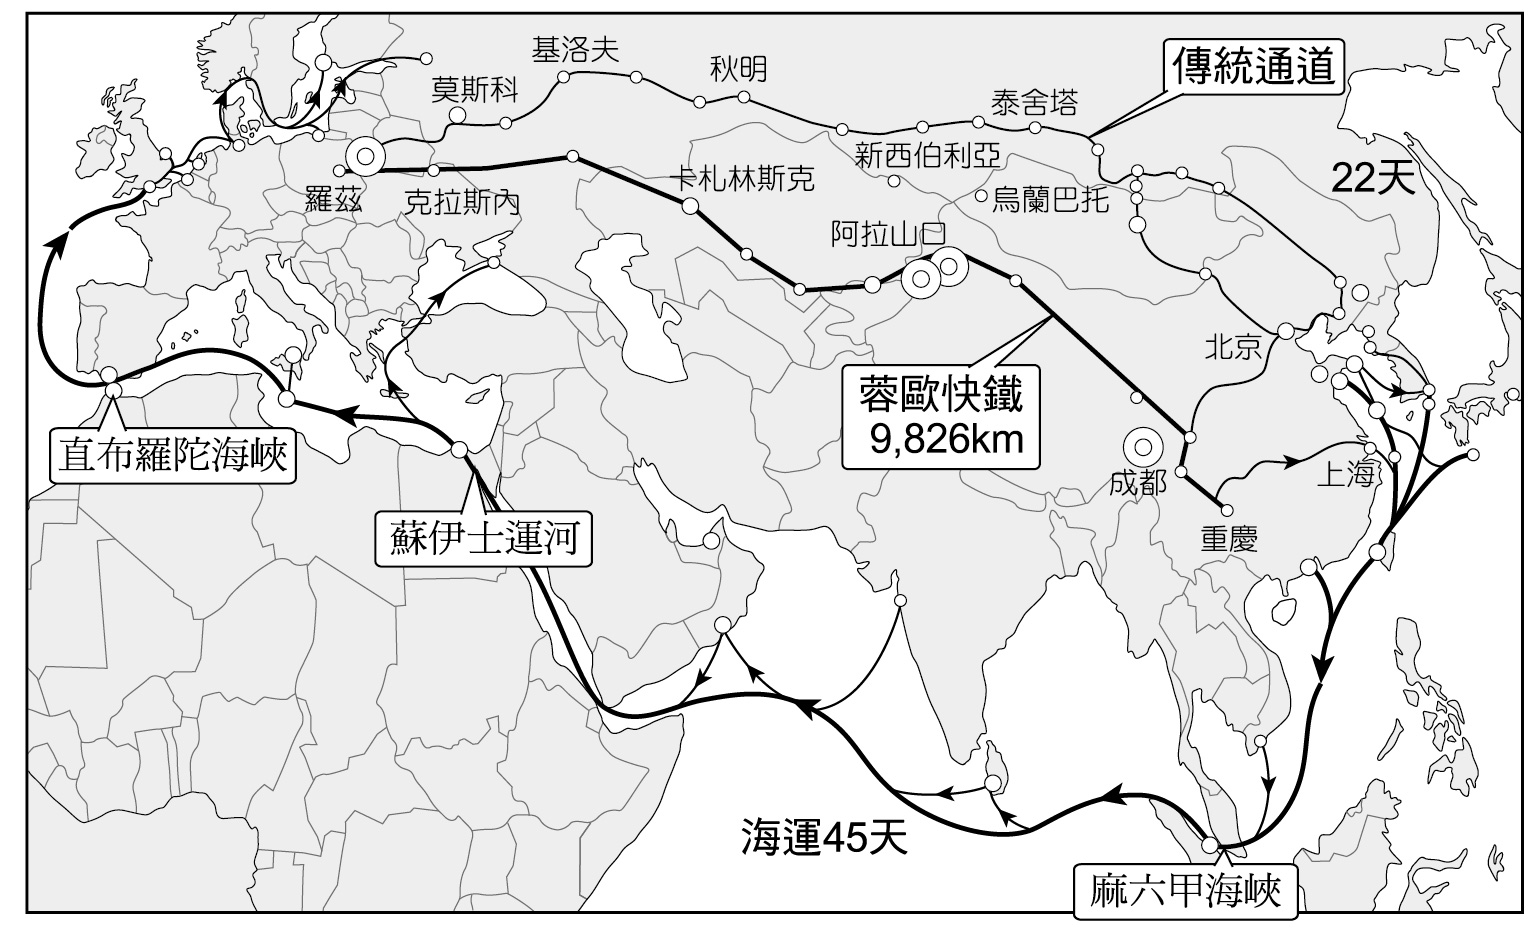 基洛夫
傳統通道
秋明
莫斯科
泰舍塔
新西伯利亞
22天
卡札林斯克
羅茲
克拉斯內
烏蘭巴托
阿拉山口
北京
蓉歐快鐵
9,826km
直布羅陀海峽
上海
成都
蘇伊士運河
重慶
海運45天
麻六甲海峽